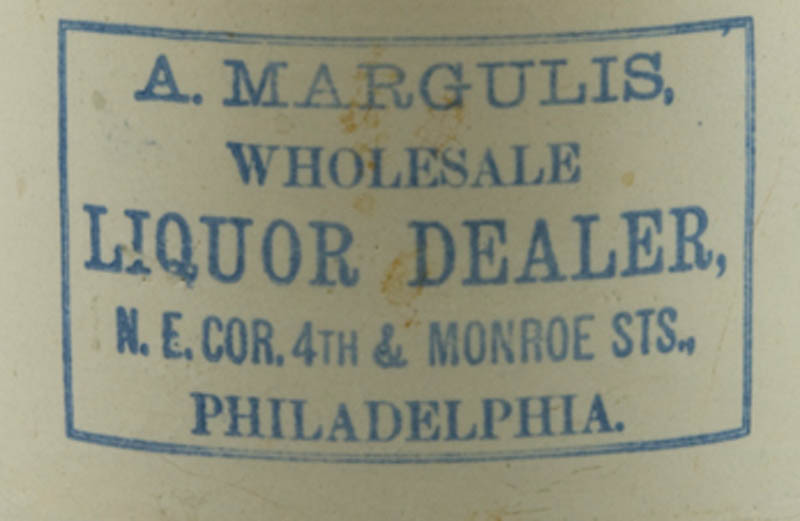 A. MARGULIS,
WHOLESALE
LIQUOR DEALER,
N. E. COR. 4TH & MONROE STS.,
PHILADELPHIA.